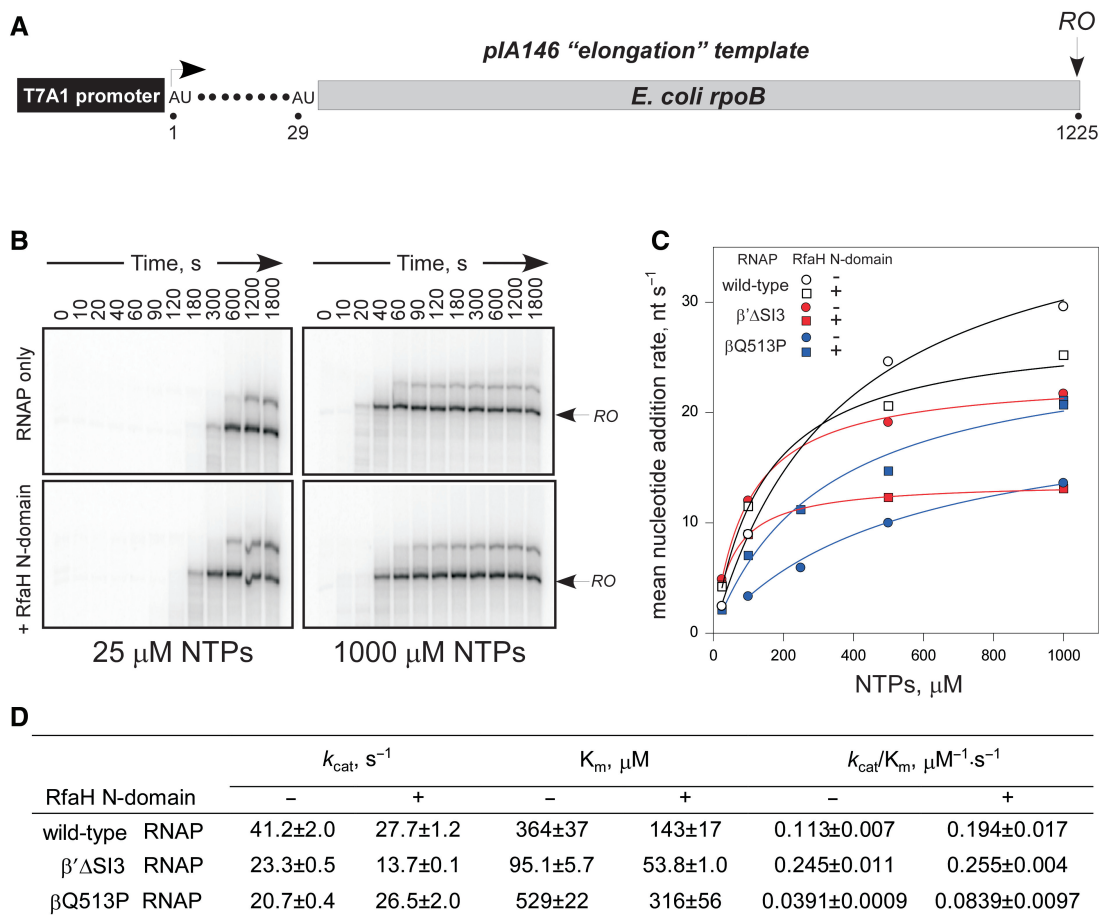 A
pIA146 “elongation” template
RO
T7A1 promoter
AU
AU
E. coli rpoB
1
29
1225
B
Time, s
Time, s
0 10 20 40 60 90 120 180 300 600 1200 1800
0 10 20 40 60 90 120 180 300 600 1200 1800
RNAP only
RO
+ RfaH N-domain
RO
25 μM NTPs
1000 μM NTPs
C
RNAP RfaH N-domain
wild-type − +
β'ΔSI3 − +
βQ513P − +
mean nucleotide addition rate, nt s−1
30
20
10
0
0 200 400 600 800 1000
NTPs, μM
D
kcat, s−1 Km, μM kcat/Km, μM−1·s−1
RfaH N-domain − + − + − +
wild-type RNAP 41.2±2.0 27.7±1.2 364±37 143±17 0.113±0.007 0.194±0.017
β′ΔSI3 RNAP 23.3±0.5 13.7±0.1 95.1±5.7 53.8±1.0 0.245±0.011 0.255±0.004
βQ513P RNAP 20.7±0.4 26.5±2.0 529±22 316±56 0.0391±0.0009 0.0839±0.0097